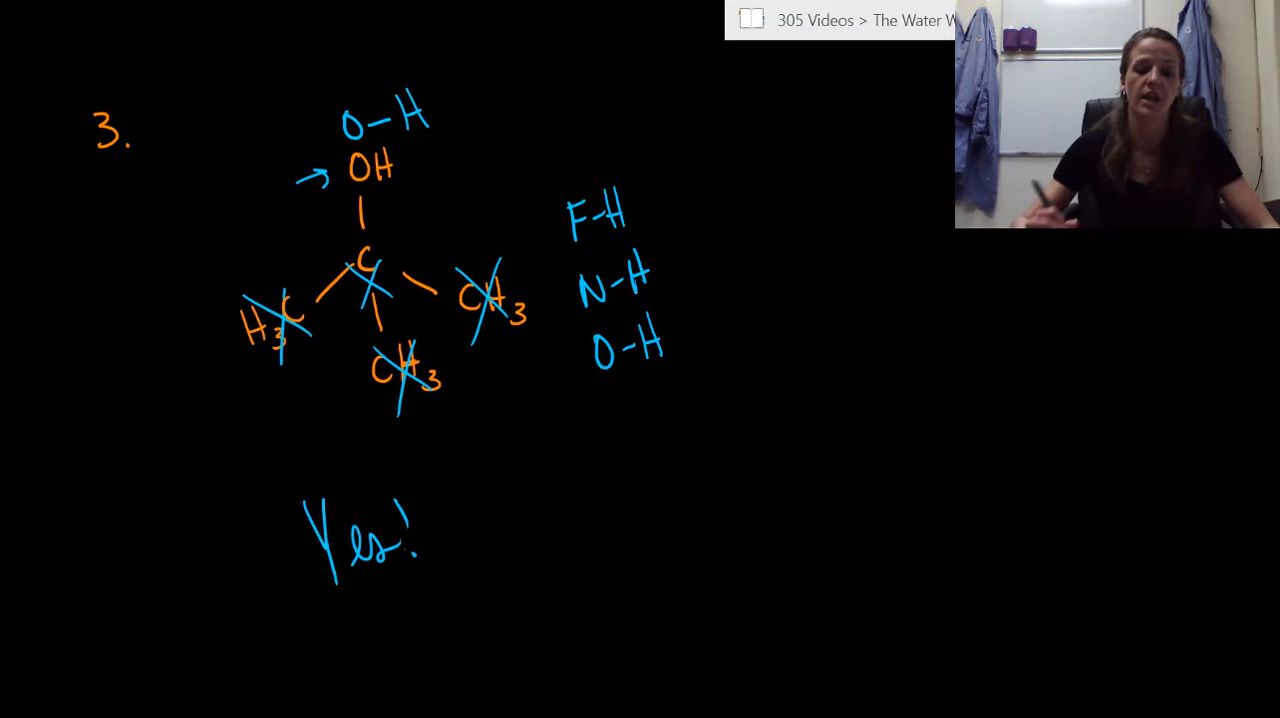 305 Videos > The Water W
3.
O-H
OH
F-H
C
N-H
H3C
CH3
O-H
CH3
Yes!